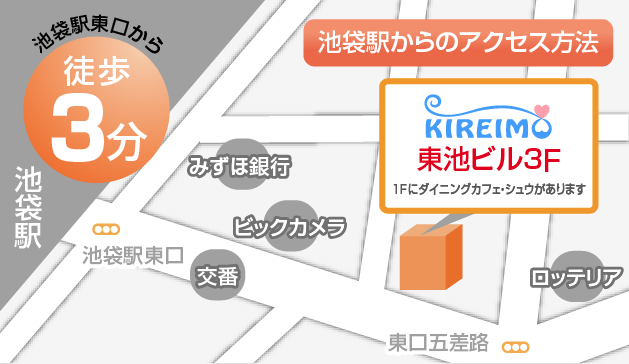 池袋駅東口から
徒歩
3分
池袋駅からのアクセス方法
KIREIMO
東池ビル3F
1Fにダイニングカフェ・シュウがあります
みずほ銀行
池袋駅
ビックカメラ
池袋駅東口
交番
ロッテリア
東口五差路